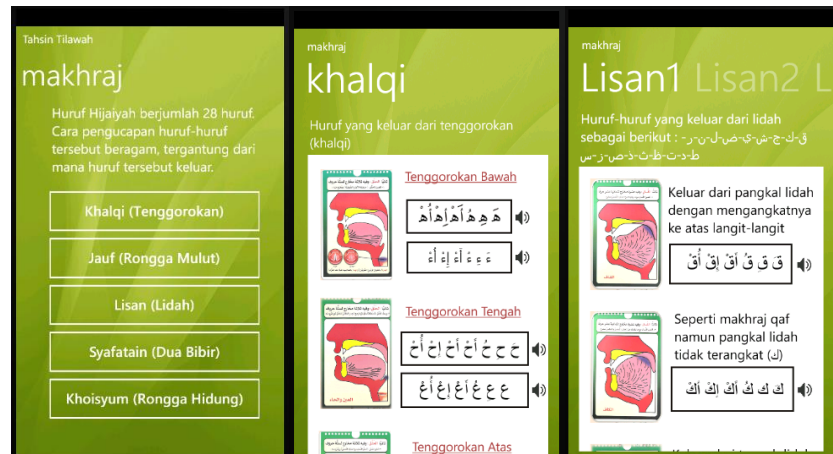 Tahsin Tilawah
makhraj
Huruf Hijaiyah berjumlah 28 huruf.
Cara pengucapan huruf-huruf
tersebut beragam, tergantung dari
mana huruf tersebut keluar.
Khalqi (Tenggorokan)
Jauf (Rongga Mulut)
Lisan (Lidah)
Syafatain (Dua Bibir)
Khoisyum (Rongga Hidung)
makhraj
khalqi
Huruf yang keluar dari tenggorokan
(khalqi)
Tenggorokan Bawah
هَ هِ هُ أَهْ إِهْ أُهْ
ءَ ءِ ءُ أَءْ إِءْ أُءْ
Tenggorokan Tengah
حَ حِ حُ أَحْ إِحْ أُحْ
عَ عِ عُ أَعْ إِعْ أُعْ
Tenggorokan Atas
makhraj
Lisan1 Lisan2 L
Huruf-huruf yang keluar dari lidah
sebagai berikut : ق-ك-ج-ش-ي-ض-ل-ن-ر-
ط-د-ت-ظ-ث-ذ-ص-ز-س
Keluar dari pangkal lidah
dengan mengangkatnya
ke atas langit-langit
قَ قِ قُ أَقْ إِقْ أُقْ
Seperti makhraj qaf
namun pangkal lidah
tidak terangkat (ك)
كَ كِ كُ أَكْ إِكْ أُكْ